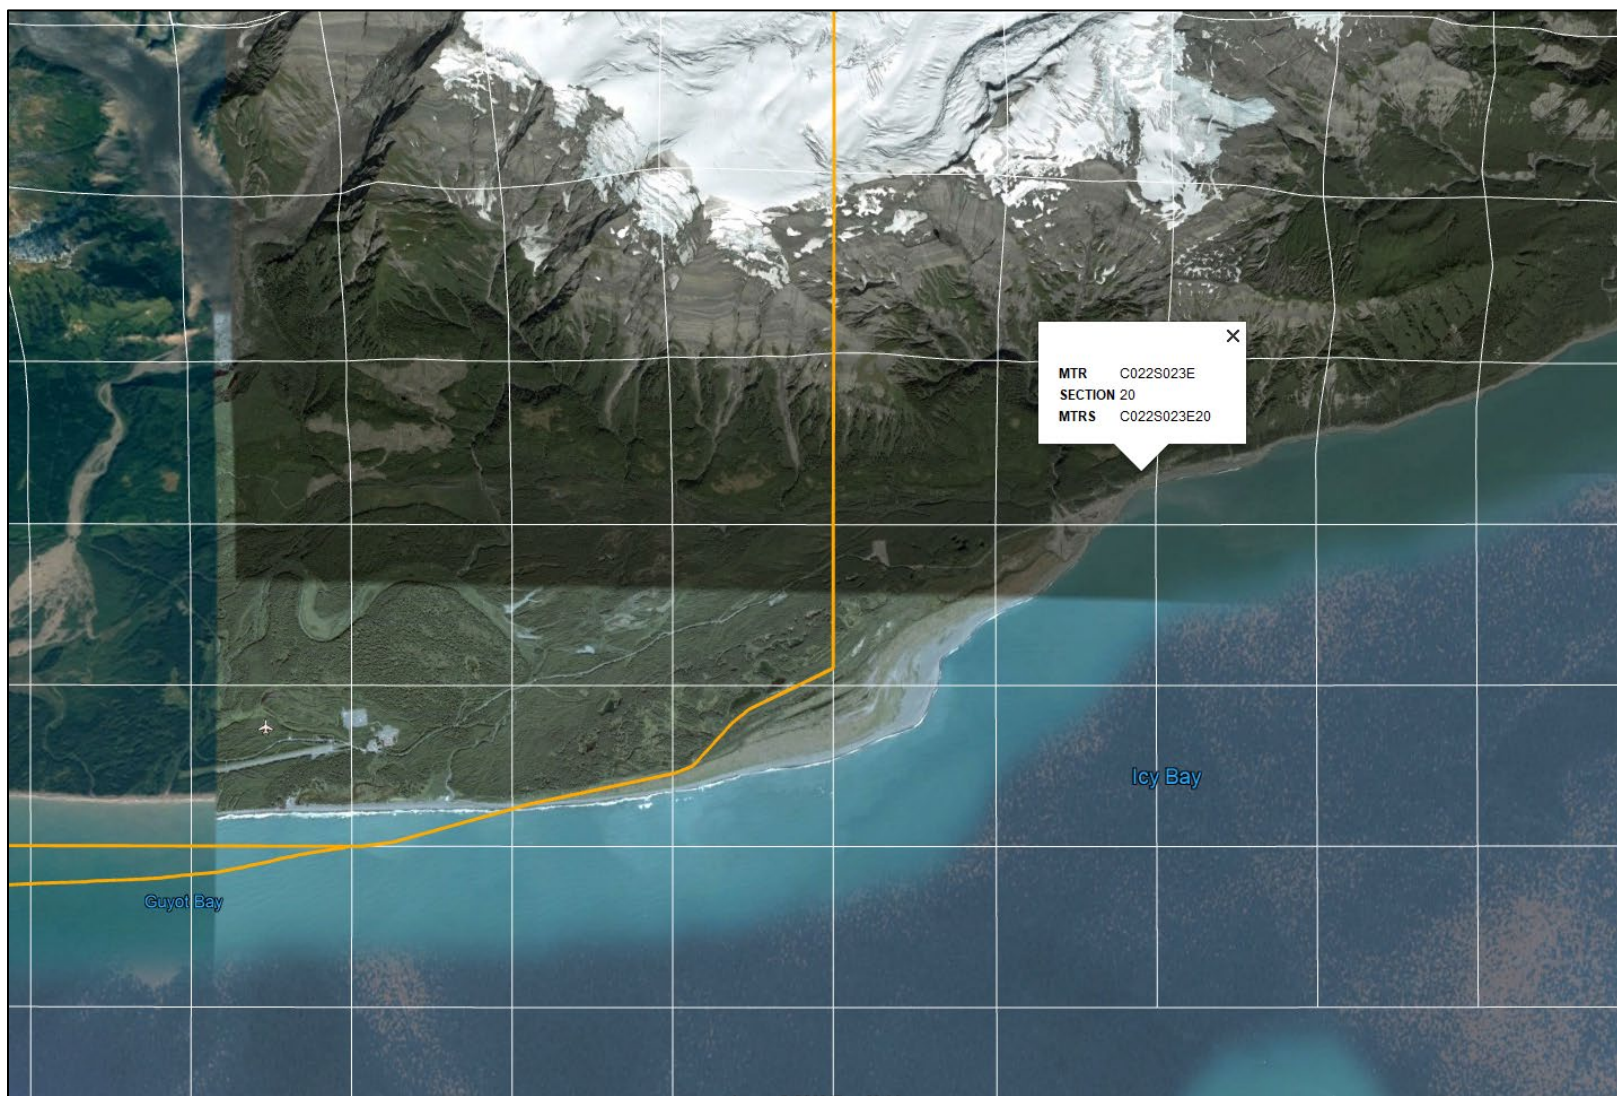 MTR C022S023E
SECTION 20
MTRS C022S023E20
Icy Bay
Guyot Bay